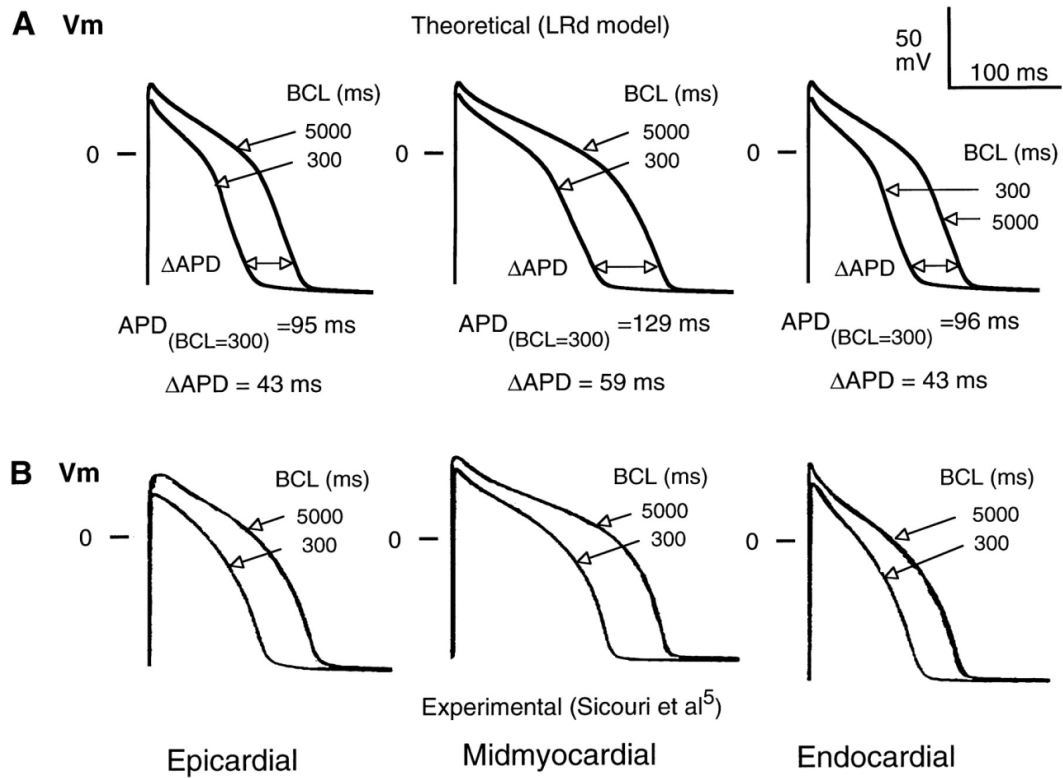 A Vm Theoretical (LRd model)
50 mV
100 ms
BCL (ms)
5000
300
0
ΔAPD
APD(BCL=300) =95 ms
ΔAPD = 43 ms
BCL (ms)
5000
300
0
ΔAPD
APD(BCL=300) =129 ms
ΔAPD = 59 ms
BCL (ms)
300
5000
0
ΔAPD
APD(BCL=300) =96 ms
ΔAPD = 43 ms
B Vm
BCL (ms)
5000
300
0
BCL (ms)
5000
300
0
BCL (ms)
5000
300
0
Experimental (Sicouri et al⁵)
Epicardial
Midmyocardial
Endocardial